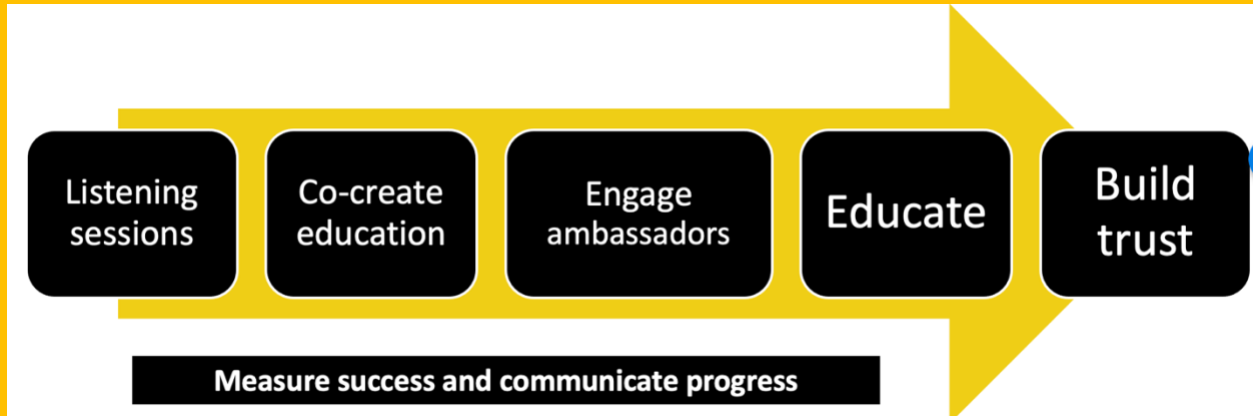 Listening
sessions
Co-create
education
Engage
ambassadors
Educate
Build
trust
Measure success and communicate progress